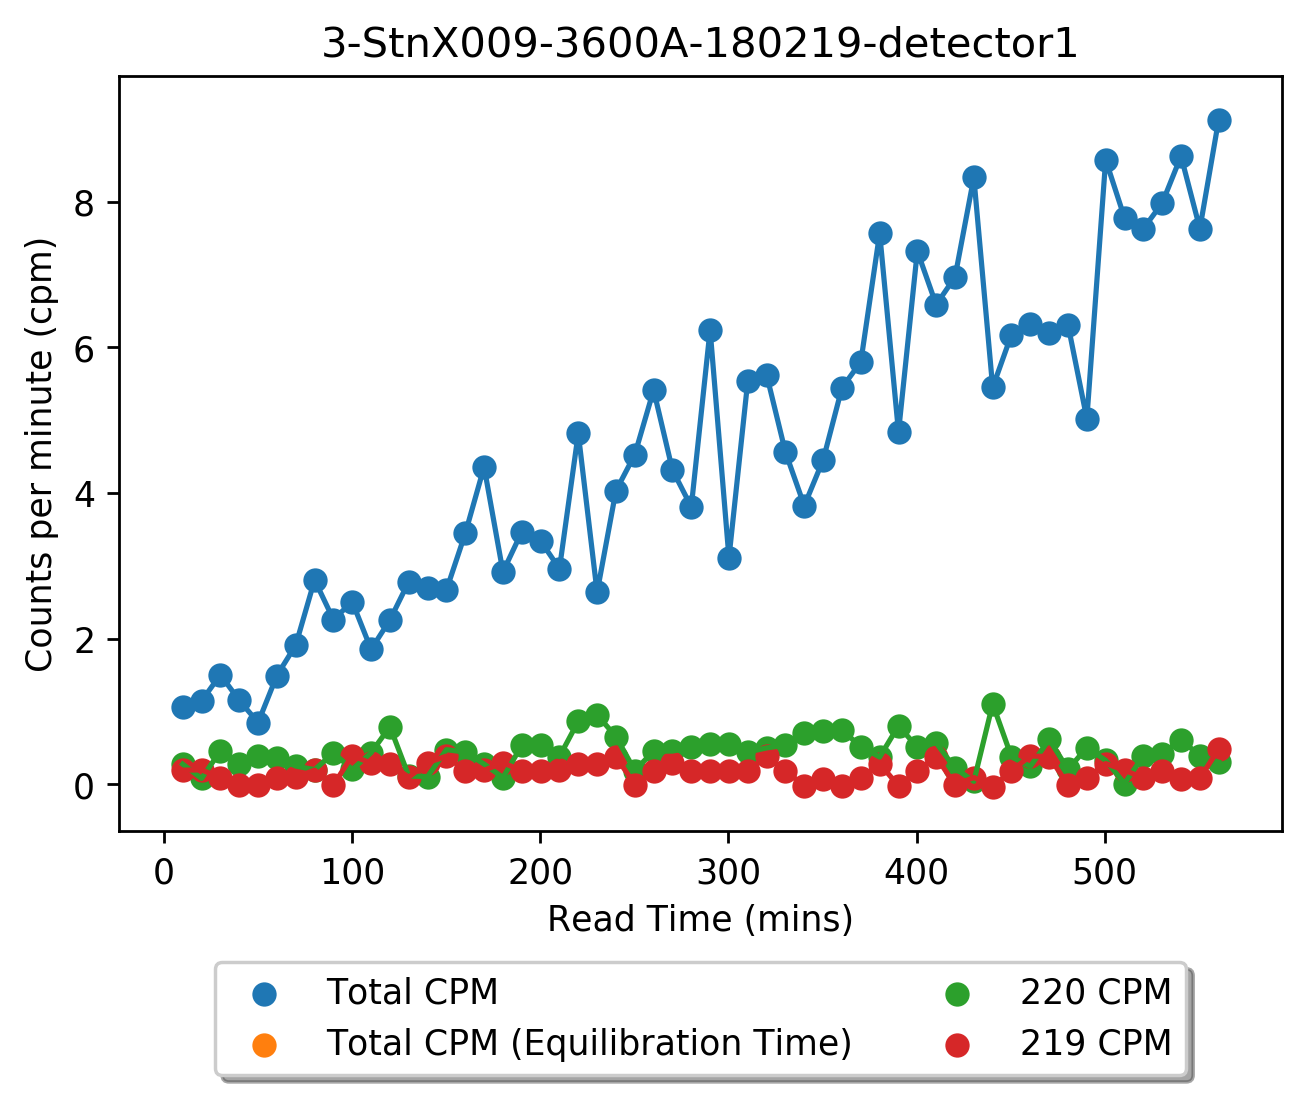 3-StnX009-3600A-180219-detector1
Counts per minute (cpm)
8
6
4
2
0
0 100 200 300 400 500
Read Time (mins)
Total CPM
Total CPM (Equilibration Time)
220 CPM
219 CPM